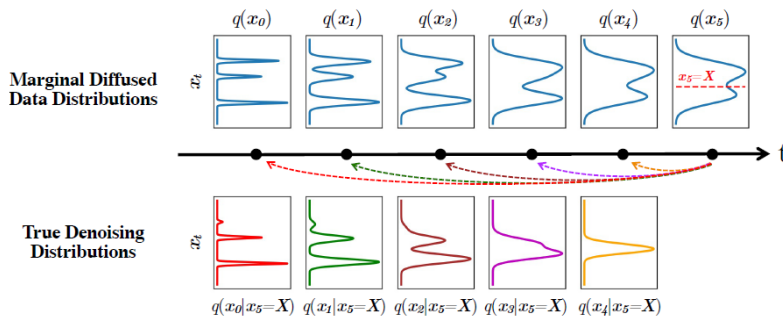 q(x₀) q(x₁) q(x₂) q(x₃) q(x₄) q(x₅)
Marginal Diffused
Data Distributions
xₜ
x₅=X
t
True Denoising
Distributions
xₜ
q(x₀|x₅=X) q(x₁|x₅=X) q(x₂|x₅=X) q(x₃|x₅=X) q(x₄|x₅=X)